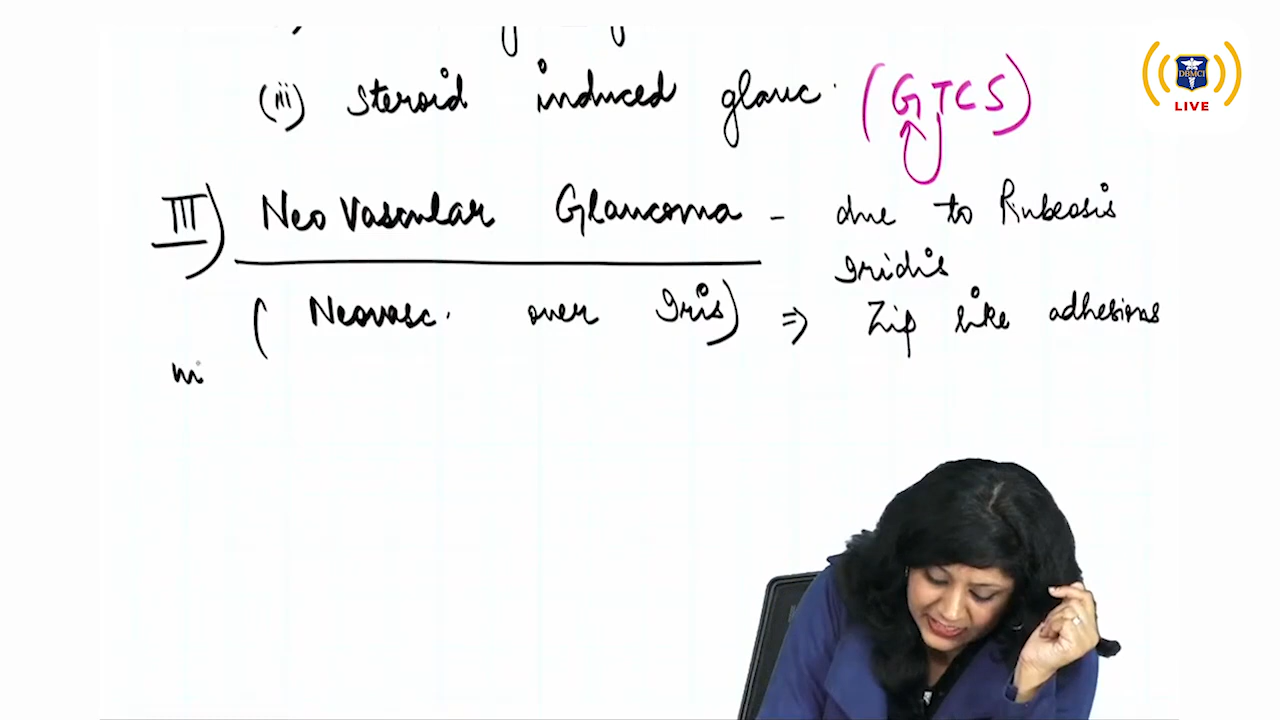 (iii) steroid induced glauc. (GTCS)
III) Neo Vascular Glaucoma - due to Rubeosis
Iridis
(Neovasc. over Iris) ⇒ Zip like adhesions
DBMCI
LIVE